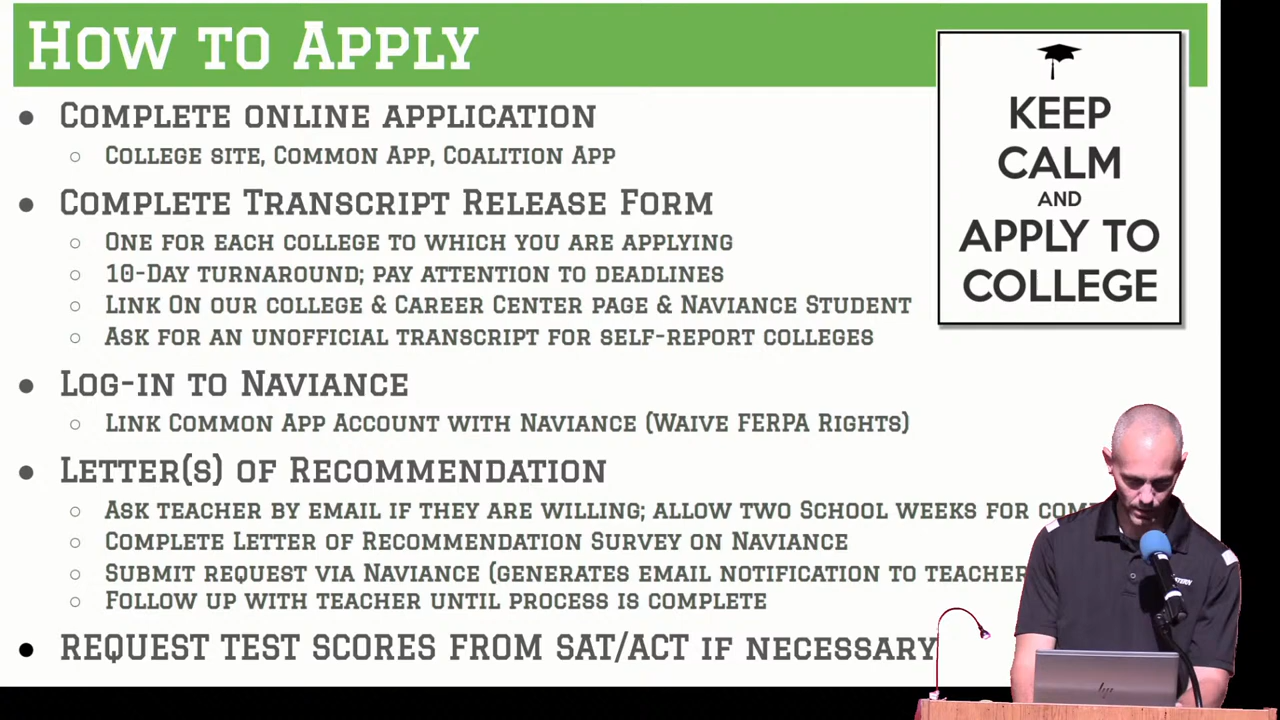 How to Apply
● Complete online application
○ College site, Common App, Coalition App
● Complete Transcript Release Form
○ One for each college to which you are applying
○ 10-Day turnaround; pay attention to deadlines
○ Link On our college & Career Center page & Naviance Student
○ Ask for an unofficial transcript for self-report colleges
● Log-in to Naviance
○ Link Common App Account with Naviance (Waive FERPA Rights)
● Letter(s) of Recommendation
○ Ask teacher by email if they are willing; allow two School weeks for
○ Complete Letter of Recommendation Survey on Naviance
○ Submit request via Naviance (generates email notification to teacher
○ Follow up with teacher until process is complete
● REQUEST TEST SCORES FROM SAT/ACT if necessary
KEEP
CALM
AND
APPLY TO
COLLEGE
hp